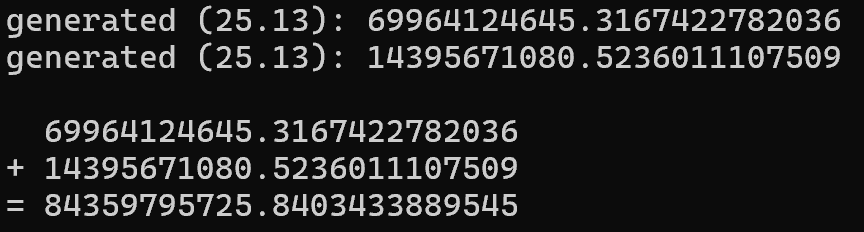 generated (25.13): 69964124645.3167422782036
generated (25.13): 14395671080.5236011107509
69964124645.3167422782036
+ 14395671080.5236011107509
= 84359795725.8403433889545